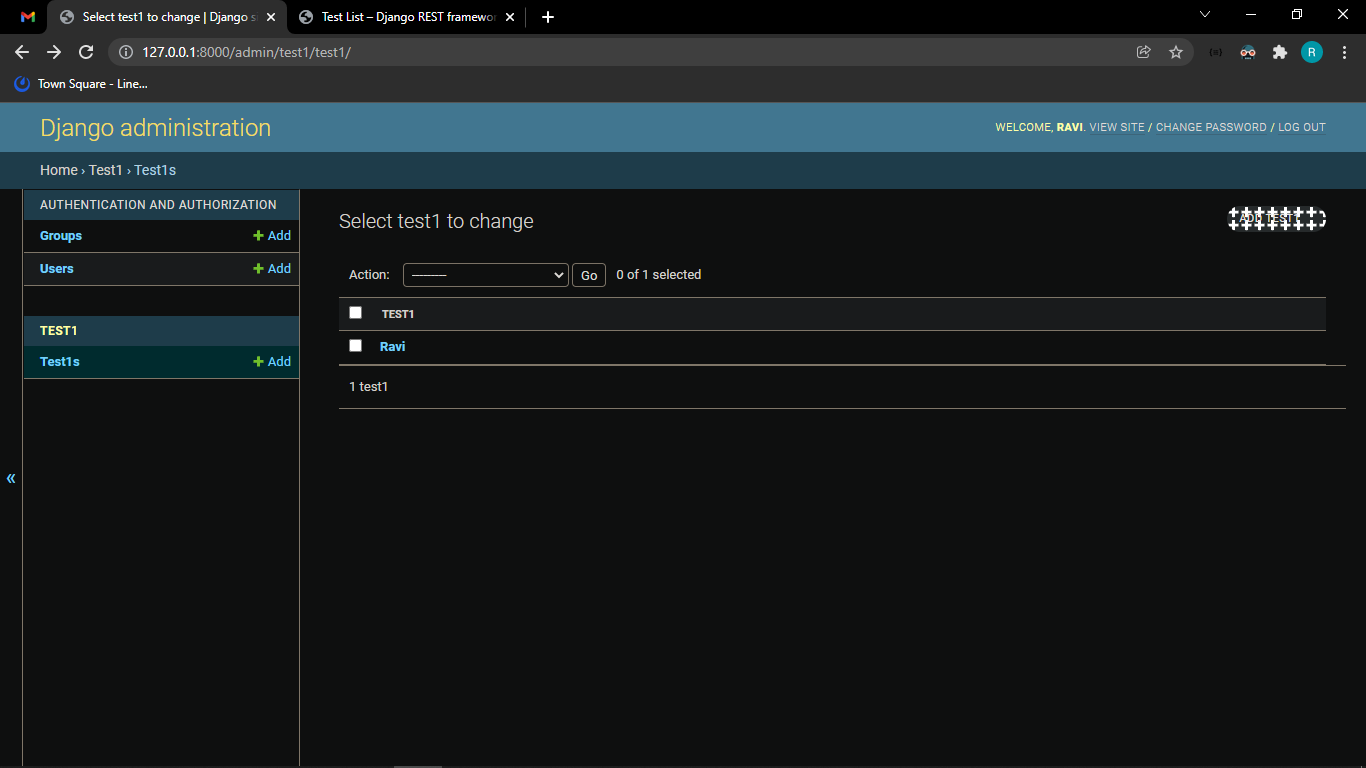 Select test1 to change | Django s
Test List – Django REST framewor
127.0.0.1:8000/admin/test1/test1/
R
Town Square - Line...
Django administration
WELCOME, RAVI. VIEW SITE / CHANGE PASSWORD / LOG OUT
Home › Test1 › Test1s
AUTHENTICATION AND AUTHORIZATION
Groups + Add
Users + Add
TEST1
Test1s + Add
«
Select test1 to change
ADD TEST1
Action: --------- Go 0 of 1 selected
TEST1
Ravi
1 test1